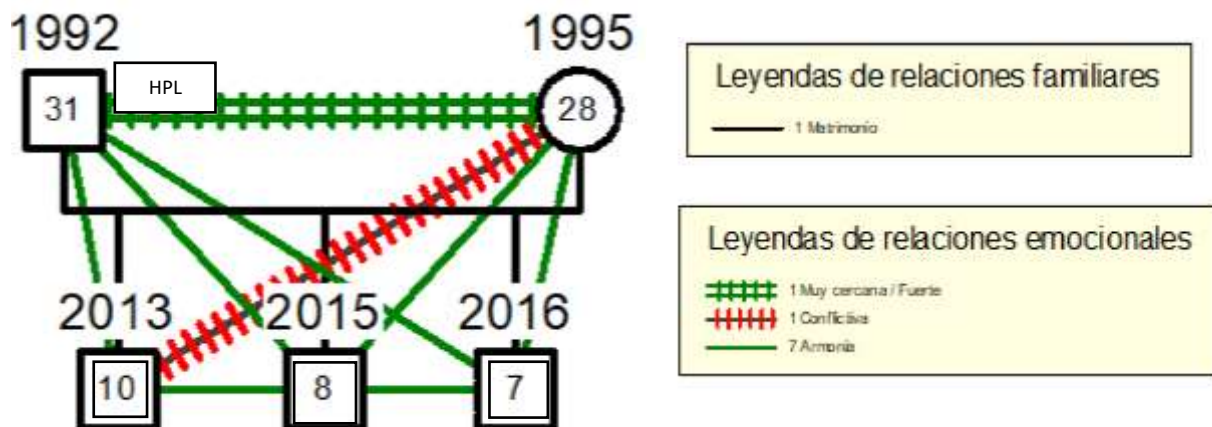 1992 1995
HPL
31 28
2013 2015 2016
10 8 7
Leyendas de relaciones familiares
1 Matrimonio
Leyendas de relaciones emocionales
1 Muy cercana / Fuerte
1 Conflictiva
7 Armonía